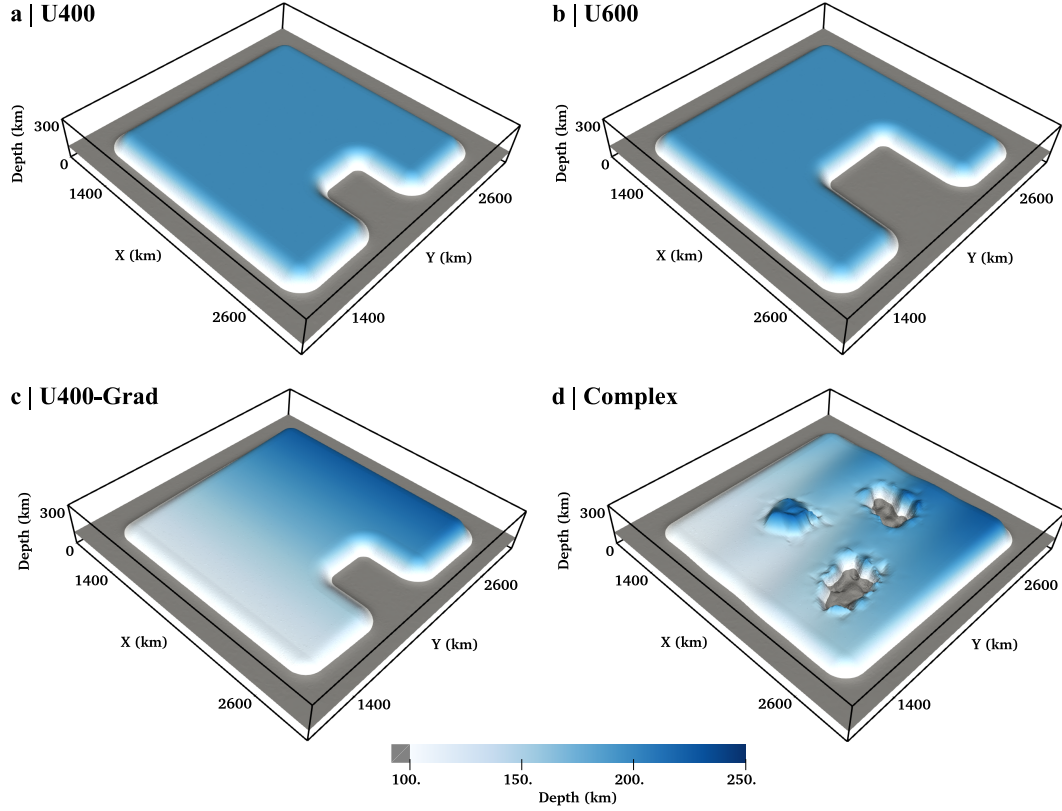 a | U400
b | U600
Depth (km)
300
0
1400
X (km)
2600
1400
Y (km)
2600
Depth (km)
300
0
1400
X (km)
2600
1400
Y (km)
2600
c | U400-Grad
d | Complex
Depth (km)
300
0
1400
X (km)
2600
1400
Y (km)
2600
Depth (km)
300
0
1400
X (km)
2600
1400
Y (km)
2600
100.
150.
200.
250.
Depth (km)